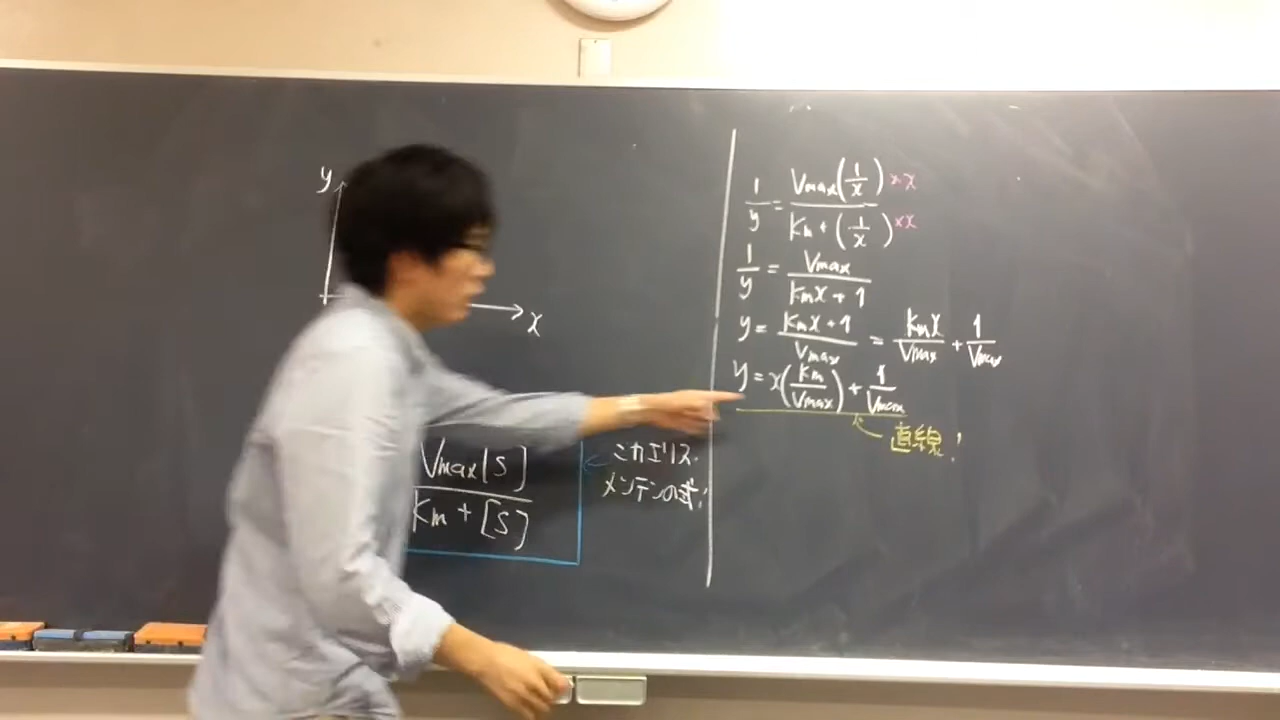 y
x
Vmax[S]
Km + [S]
ミカエリス
メンテンの式!
1/y = Vmax(1/x)×x / Km+(1/x)×x
1/y = Vmax / KmX+1
y = KmX+1 / Vmax = KmX / Vmax + 1 / Vmax
y = x(Km / Vmax) + 1 / Vmax
直線!